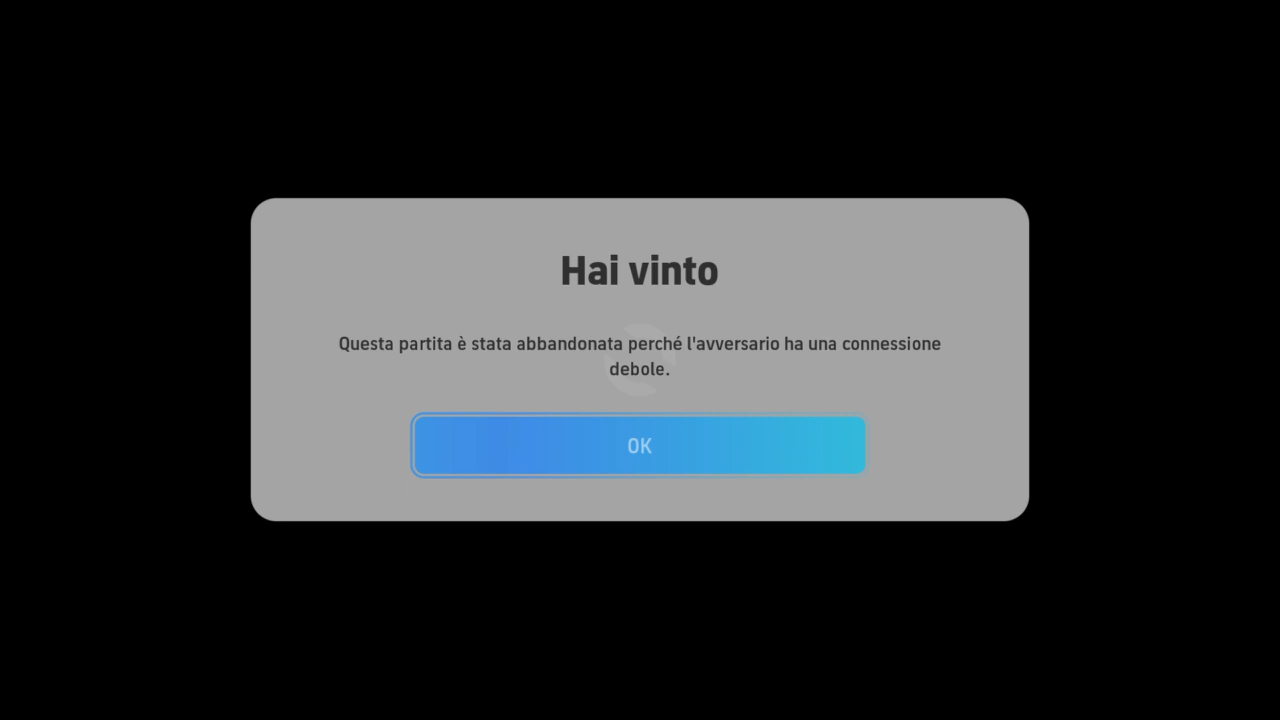 Hai vinto
Questa partita è stata abbandonata perché l'avversario ha una connessione
debole.
OK